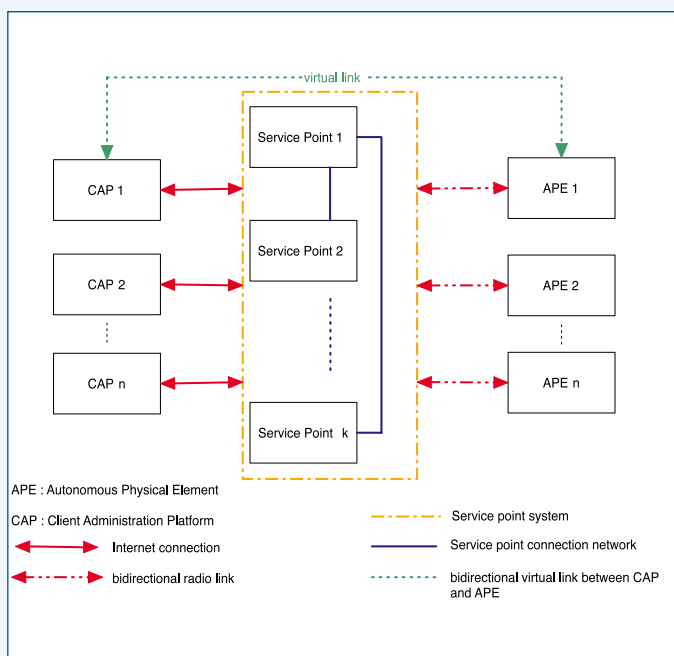 virtual link
Service Point 1
CAP 1
APE 1
Service Point 2
CAP 2
APE 2
CAP n
APE n
Service Point k
APE : Autonomous Physical Element
CAP : Client Administration Platform
Internet connection
bidirectional radio link
Service point system
Service point connection network
bidirectional virtual link between CAP
and APE